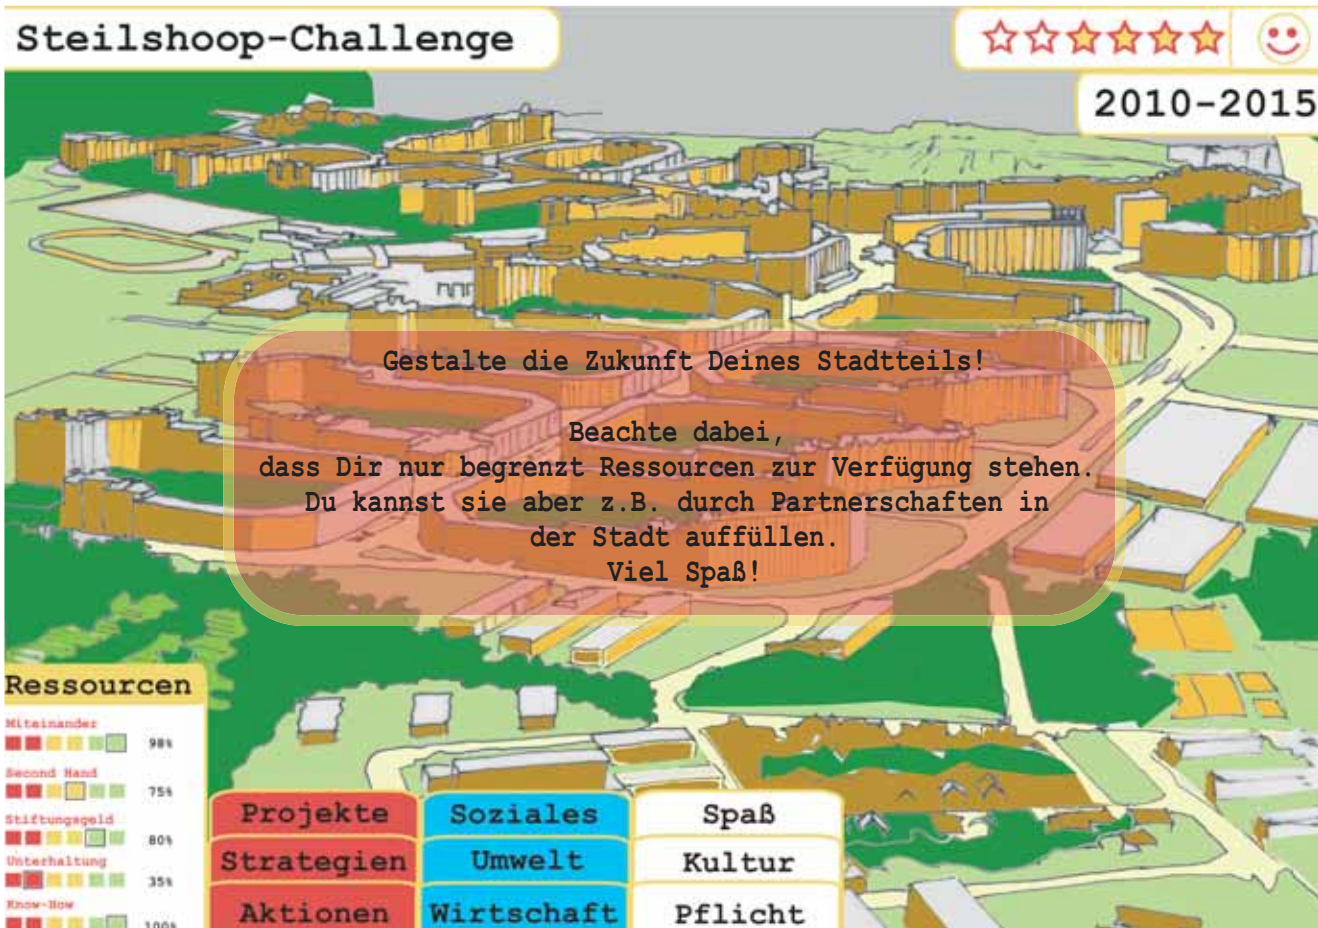 Steilshoop-Challenge
2010-2015
Gestalte die Zukunft Deines Stadtteils!
Beachte dabei,
dass Dir nur begrenzt Ressourcen zur Verfügung stehen.
Du kannst sie aber z.B. durch Partnerschaften in
der Stadt auffüllen.
Viel Spaß!
Ressourcen
Miteinander
98%
Second Hand
75%
Stiftungsgeld
80%
Unterhaltung
35%
Know-How
100%
Projekte
Soziales
Spaß
Strategien
Umwelt
Kultur
Aktionen
Wirtschaft
Pflicht